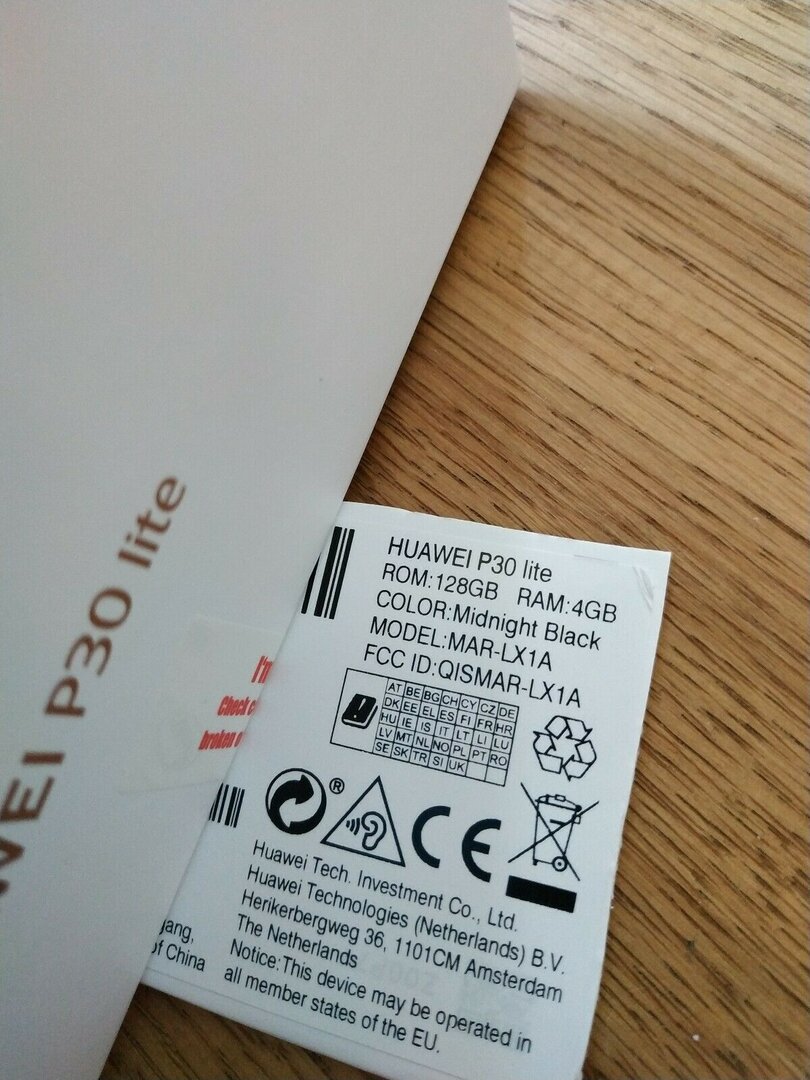 WEI P30 lite
I'm
Check
broken
HUAWEI P30 lite
ROM:128GB RAM:4GB
COLOR:Midnight Black
MODEL:MAR-LX1A
FCC ID:QISMAR-LX1A
AT BE BG CH CY CZ DE
DK EE EL ES FI FR HR
HU IE IS IT LT LI LU
LV MT NL NO PL PT RO
SE SK TR SI UK
®
CE
Huawei Tech. Investment Co., Ltd.
Huawei Technologies (Netherlands) B.V.
Herikerbergweg 36, 1101CM Amsterdam
The Netherlands
Notice:This device may be operated in
all member states of the EU.
jang,
of China